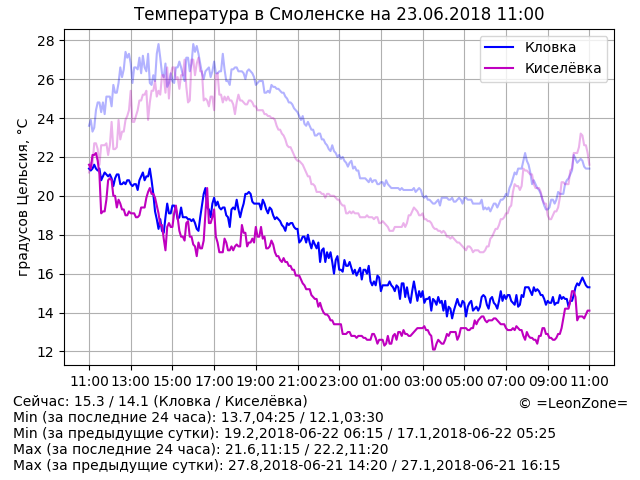 Температура в Смоленске на 23.06.2018 11:00
градусов Цельсия, °C
28
26
24
22
20
18
16
14
12
Кловка
Киселёвка
11:00 13:00 15:00 17:00 19:00 21:00 23:00 01:00 03:00 05:00 07:00 09:00 11:00
Сейчас: 15.3 / 14.1 (Кловка / Киселёвка)
© =LeonZone=
Min (за последние 24 часа): 13.7,04:25 / 12.1,03:30
Min (за предыдущие сутки): 19.2,2018-06-22 06:15 / 17.1,2018-06-22 05:25
Max (за последние 24 часа): 21.6,11:15 / 22.2,11:20
Max (за предыдущие сутки): 27.8,2018-06-21 14:20 / 27.1,2018-06-21 16:15